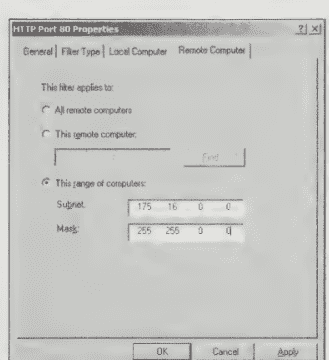 HTTP Port 80 Properties ? X
General Filter Type Local Computer Remote Computer
This filter applies to:
All remote computers
This remote computer:
Find
This range of computers:
Subnet: 175 16 0 0
Mask: 255 255 0 0
OK Cancel Apply